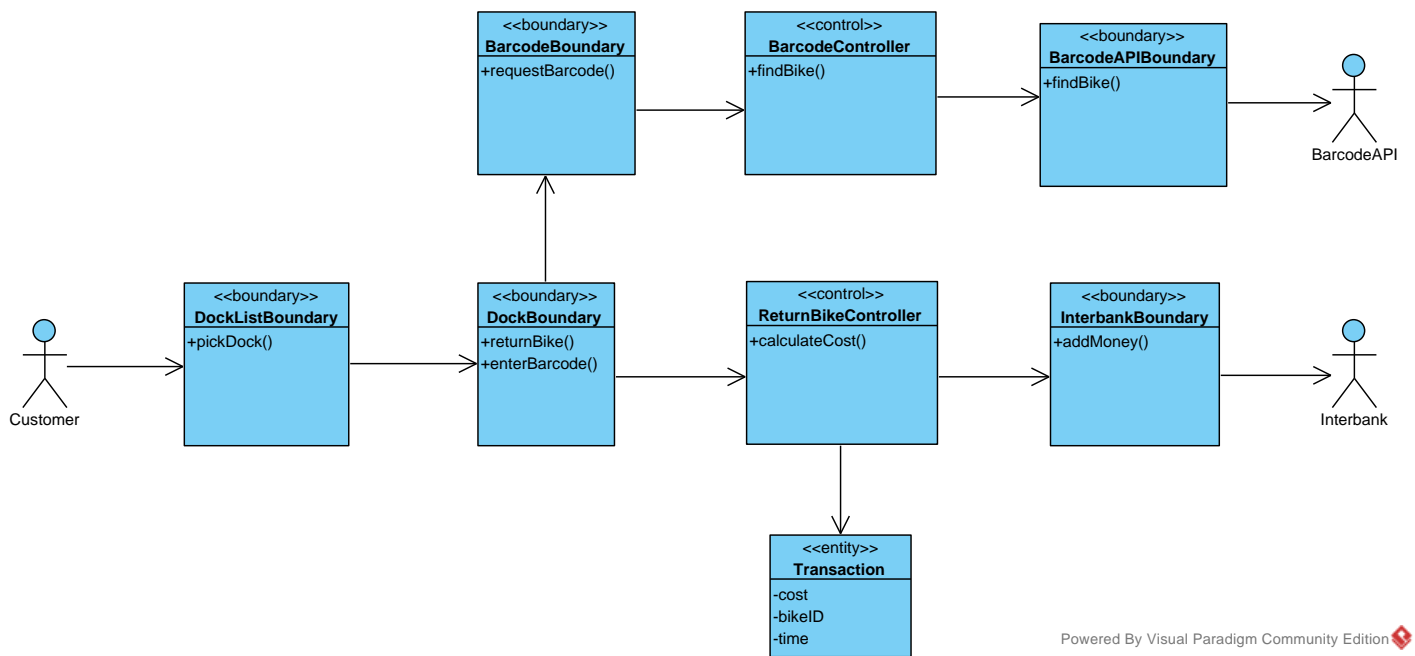 <<boundary>>
BarcodeBoundary
+requestBarcode()
<<control>>
BarcodeController
+findBike()
<<boundary>>
BarcodeAPIBoundary
+findBike()
BarcodeAPI
Customer
<<boundary>>
DockListBoundary
+pickDock()
<<boundary>>
DockBoundary
+returnBike()
+enterBarcode()
<<control>>
ReturnBikeController
+calculateCost()
<<boundary>>
InterbankBoundary
+addMoney()
Interbank
<<entity>>
Transaction
-cost
-bikeID
-time
Powered By Visual Paradigm Community Edition